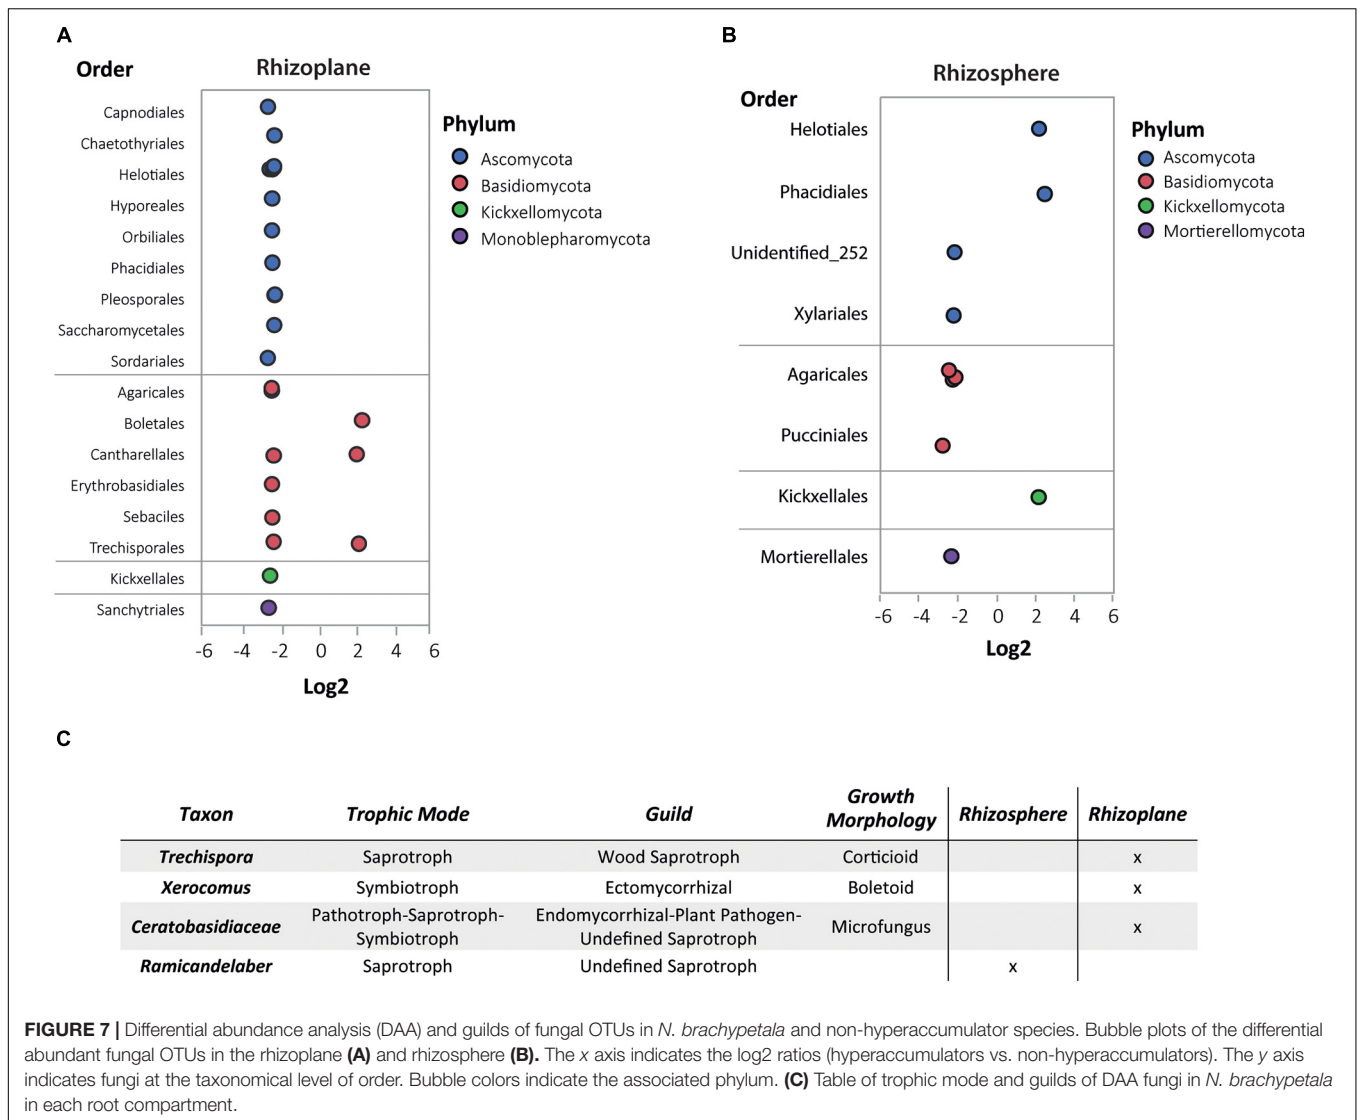 A
Order
Rhizoplane
Capnodiales
Chaetothyriales
Helotiales
Hyporeales
Orbiliales
Phacidiales
Pleosporales
Saccharomycetales
Sordariales
Agaricales
Boletales
Cantharellales
Erythrobasidiales
Sebaciles
Trechisporales
Kickxellales
Sanchytriales
-6 -4 -2 0 2 4 6
Log2
Phylum
Ascomycota
Basidiomycota
Kickxellomycota
Monoblepharomycota
B
Order
Rhizosphere
Helotiales
Phacidiales
Unidentified_252
Xylariales
Agaricales
Pucciniales
Kickxellales
Mortierellales
-6 -4 -2 0 2 4 6
Log2
Phylum
Ascomycota
Basidiomycota
Kickxellomycota
Mortierellomycota
C
Taxon Trophic Mode Guild Growth Morphology Rhizosphere Rhizoplane
Trechispora Saprotroph Wood Saprotroph Corticioid x
Xerocomus Symbiotroph Ectomycorrhizal Boletoid x
Ceratobasidiaceae Pathotroph-Saprotroph-Symbiotroph Endomycorrhizal-Plant Pathogen-Undefined Saprotroph Microfungus x
Ramicandelaber Saprotroph Undefined Saprotroph x
FIGURE 7 | Differential abundance analysis (DAA) and guilds of fungal OTUs in N. brachypetala and non-hyperaccumulator species. Bubble plots of the differential
abundant fungal OTUs in the rhizoplane (A) and rhizosphere (B). The x axis indicates the log2 ratios (hyperaccumulators vs. non-hyperaccumulators). The y axis
indicates fungi at the taxonomical level of order. Bubble colors indicate the associated phylum. (C) Table of trophic mode and guilds of DAA fungi in N. brachypetala
in each root compartment.